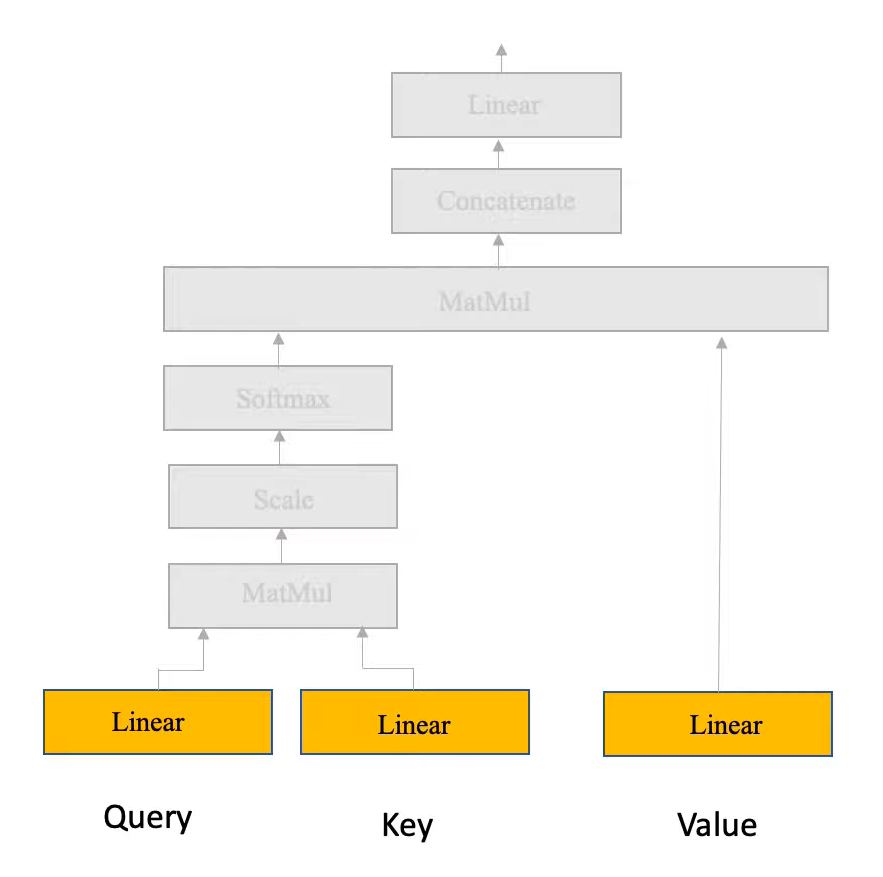 Linear
Concatenate
MatMul
Softmax
Scale
MatMul
Linear
Linear
Linear
Query
Key
Value